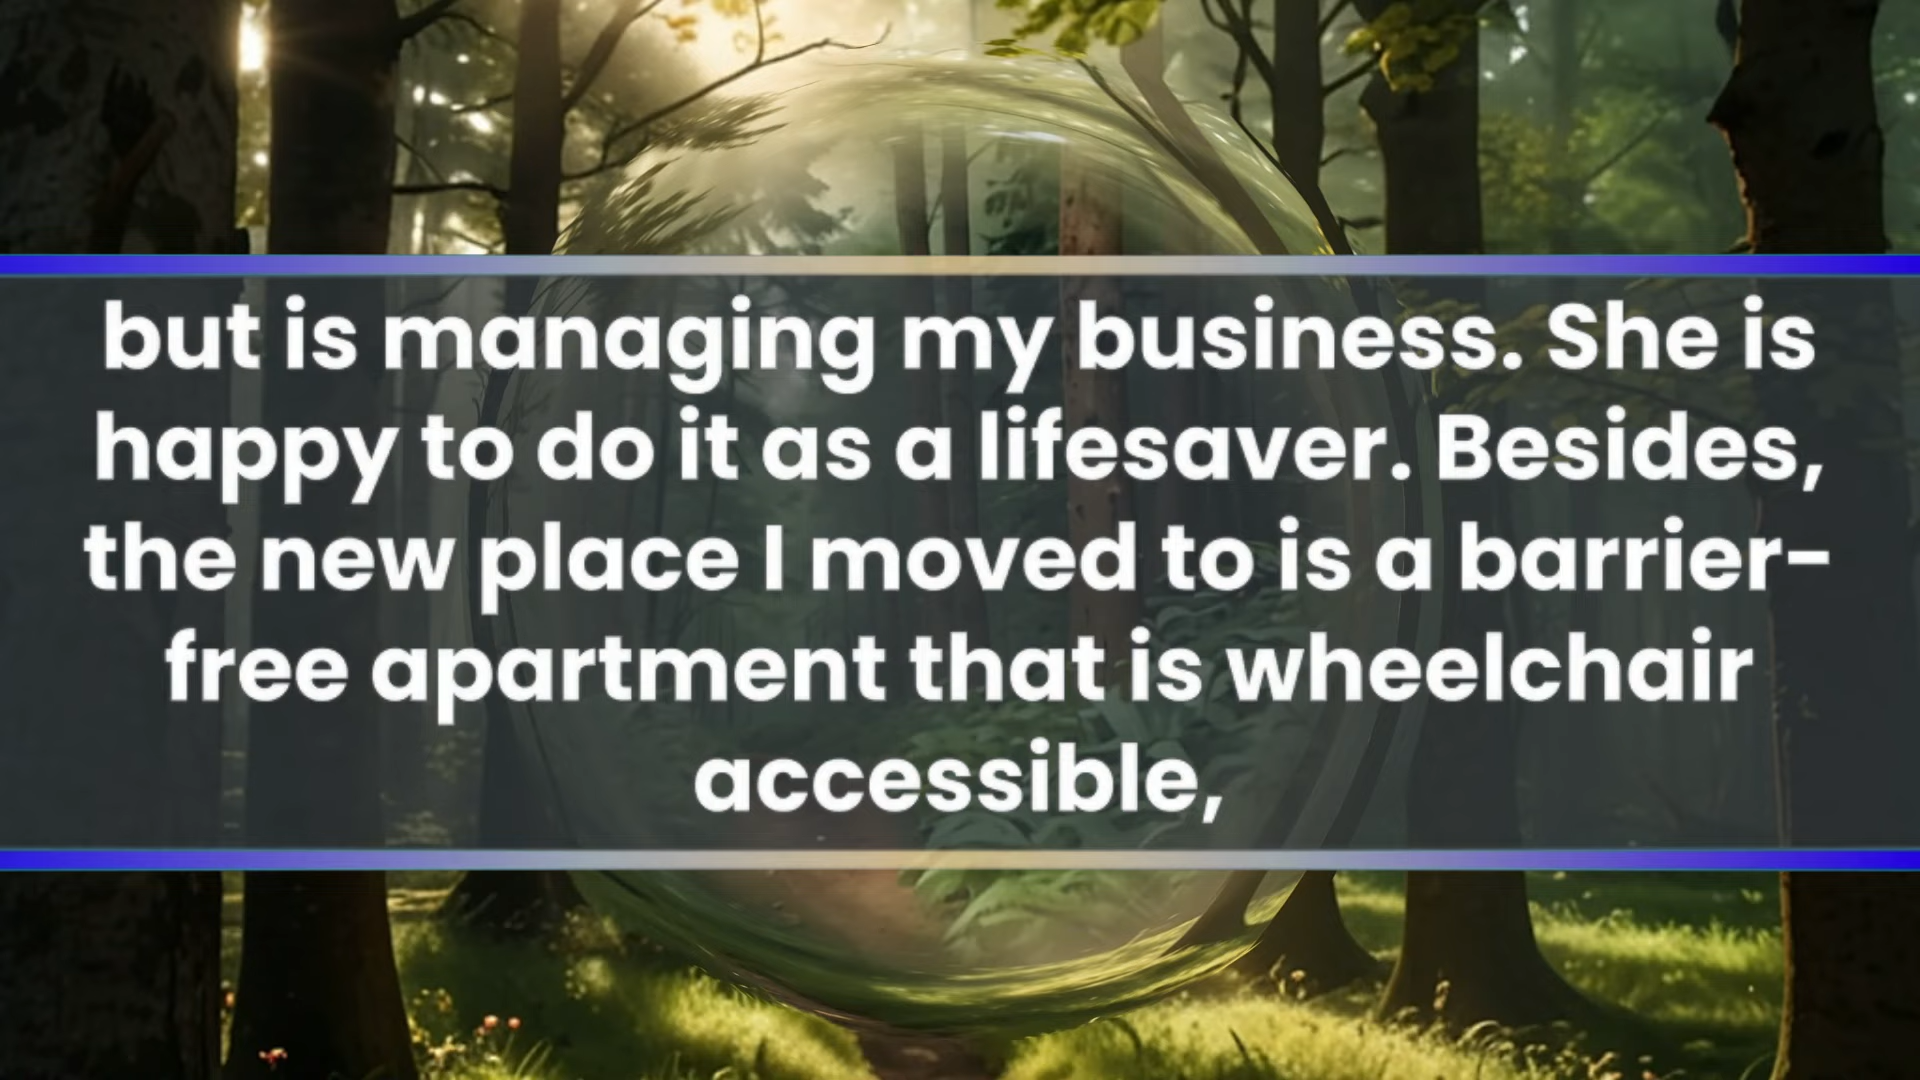 but is managing my business. She is
happy to do it as a lifesaver. Besides,
the new place I moved to is a barrier-
free apartment that is wheelchair
accessible,